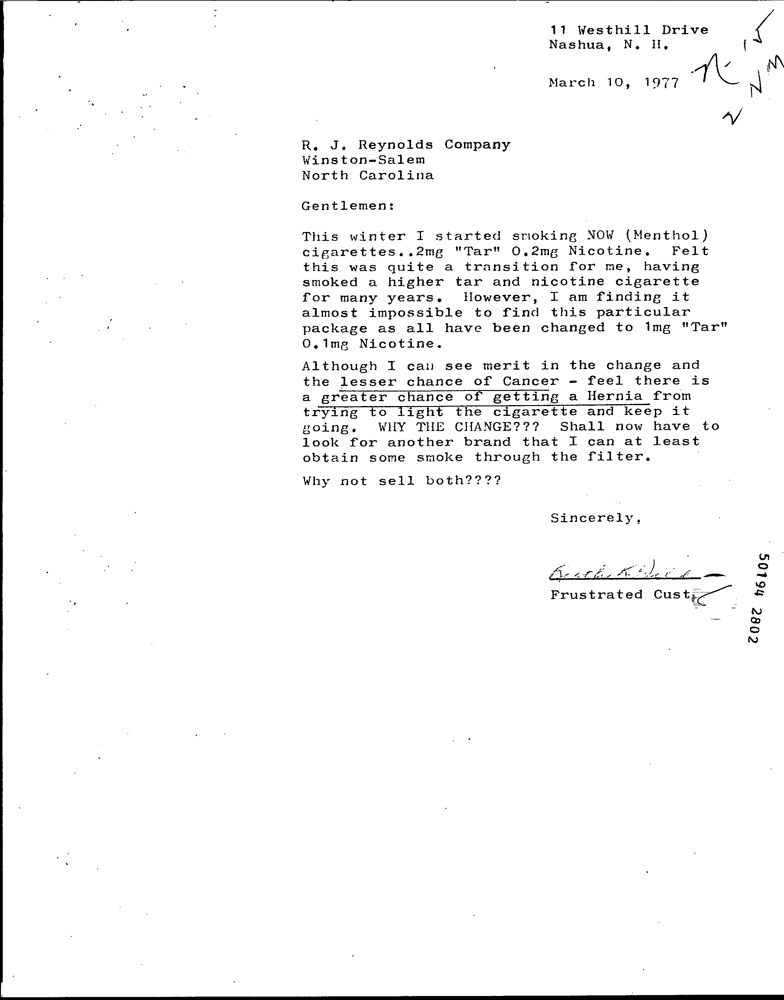 11 Westhill Drive
Nashua, N. H.
March 10, 1977
R. J. Reynolds Company
Winston-Salem
North Carolina
Gentlemen:
This winter I started smoking NOW (Menthol)
cigarettes..2mg "Tar" 0.2mg Nicotine. Felt
this was quite a transition for me, having
smoked a higher tar and nicotine cigarette
for many years. However, I am finding it
almost impossible to find this particular
package as all have been changed to 1mg "Tar"
0.1mg Nicotine.
Although I can see merit in the change and
the lesser chance of Cancer - feel there is
a greater chance of getting a Hernia from
trying to light the cigarette and keep it
going. WHY THE CHANGE??? Shall now have to
look for another brand that I can at least
obtain some smoke through the filter.
Why not sell both????
Sincerely,
Frustrated Cust
50194 2802